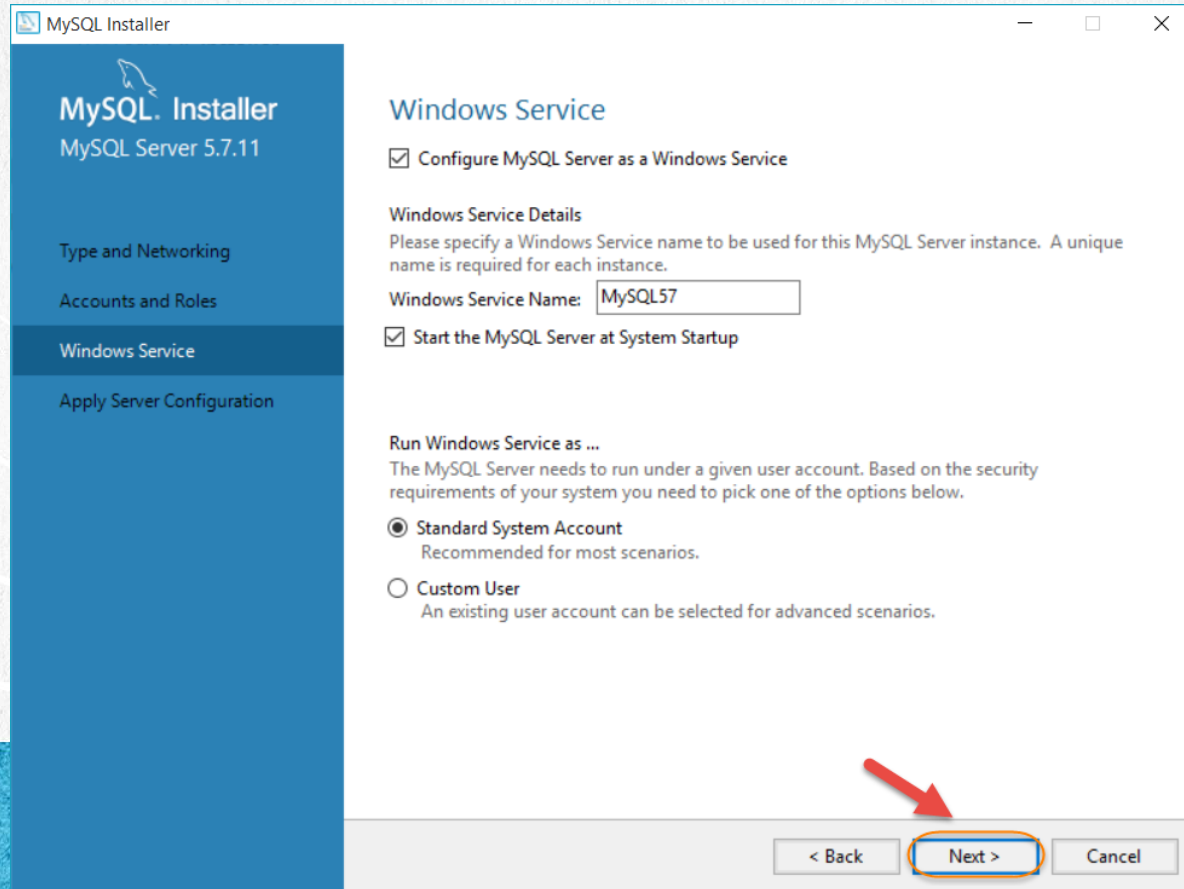 MySQL Installer
MySQL. Installer
MySQL Server 5.7.11
Type and Networking
Accounts and Roles
Windows Service
Apply Server Configuration
Windows Service
Configure MySQL Server as a Windows Service
Windows Service Details
Please specify a Windows Service name to be used for this MySQL Server instance. A unique
name is required for each instance.
Windows Service Name: MySQL57
Start the MySQL Server at System Startup
Run Windows Service as ...
The MySQL Server needs to run under a given user account. Based on the security
requirements of your system you need to pick one of the options below.
Standard System Account
Recommended for most scenarios.
Custom User
An existing user account can be selected for advanced scenarios.
< Back Next > Cancel